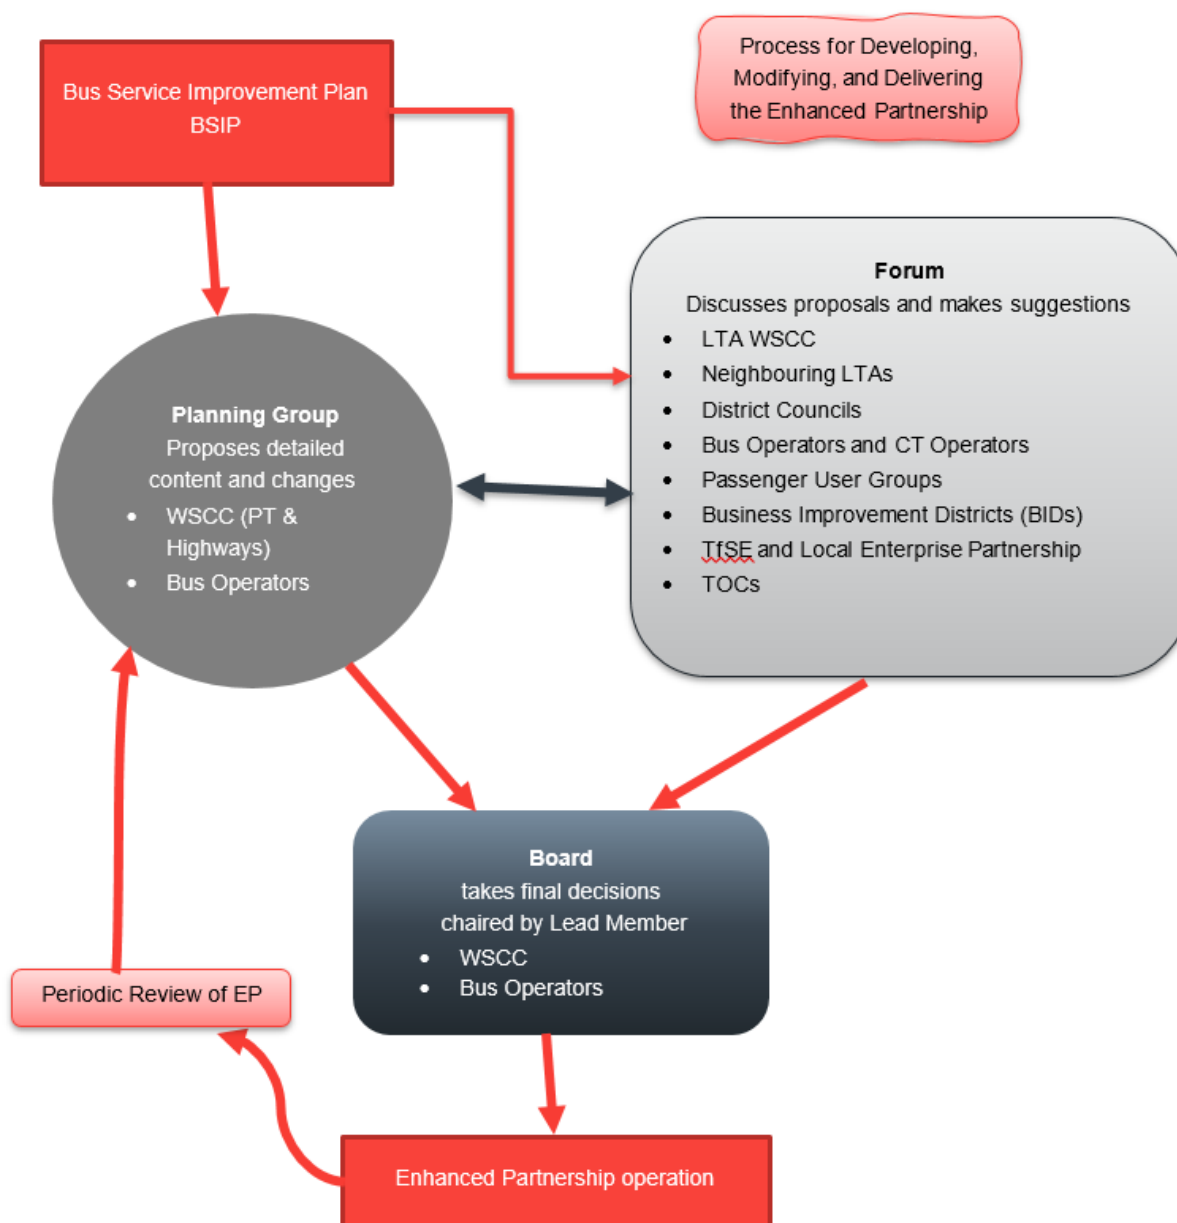 Bus Service Improvement Plan
BSIP
Process for Developing,
Modifying, and Delivering
the Enhanced Partnership
Forum
Discusses proposals and makes suggestions
• LTA WSCC
• Neighbouring LTAs
• District Councils
• Bus Operators and CT Operators
• Passenger User Groups
• Business Improvement Districts (BIDs)
• TfSE and Local Enterprise Partnership
• TOCs
Planning Group
Proposes detailed
content and changes
• WSCC (PT &
Highways)
• Bus Operators
Board
takes final decisions
chaired by Lead Member
• WSCC
• Bus Operators
Periodic Review of EP
Enhanced Partnership operation